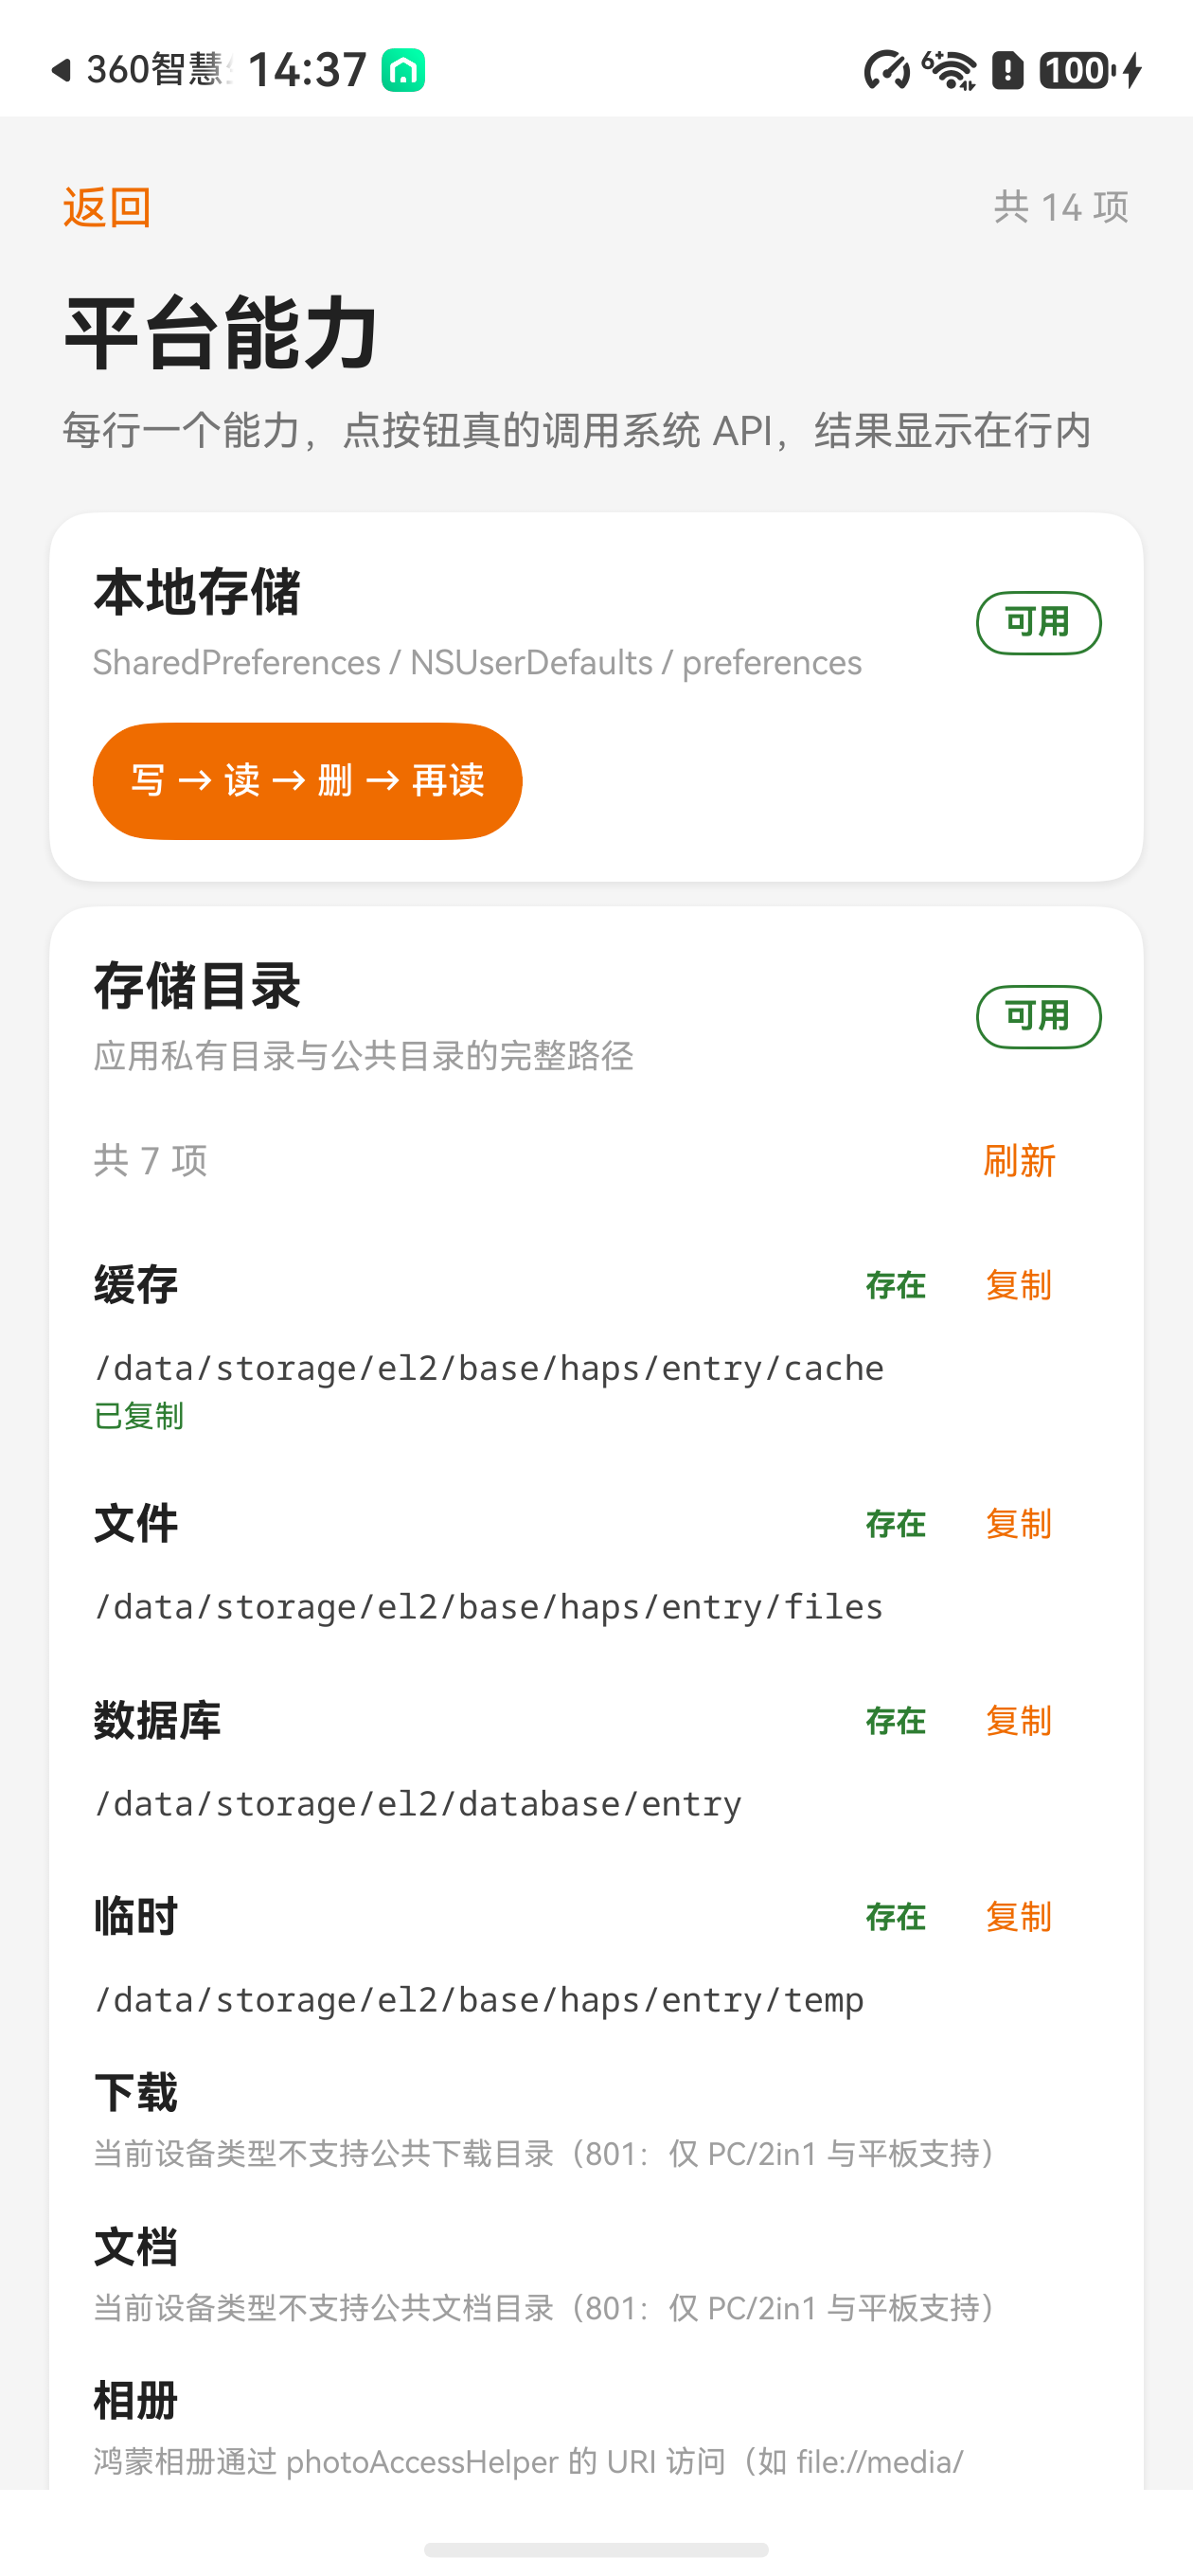 360智慧 14:37 100
返回 共 14 项
平台能力
每行一个能力，点按钮真的调用系统 API，结果显示在行内
本地存储
可用
SharedPreferences / NSUserDefaults / preferences
写 → 读 → 删 → 再读
存储目录
可用
应用私有目录与公共目录的完整路径
共 7 项 刷新
缓存 存在 复制
/data/storage/el2/base/haps/entry/cache
已复制
文件 存在 复制
/data/storage/el2/base/haps/entry/files
数据库 存在 复制
/data/storage/el2/database/entry
临时 存在 复制
/data/storage/el2/base/haps/entry/temp
下载
当前设备类型不支持公共下载目录（801：仅 PC/2in1 与平板支持）
文档
当前设备类型不支持公共文档目录（801：仅 PC/2in1 与平板支持）
相册
鸿蒙相册通过 photoAccessHelper 的 URI 访问（如 file://media/